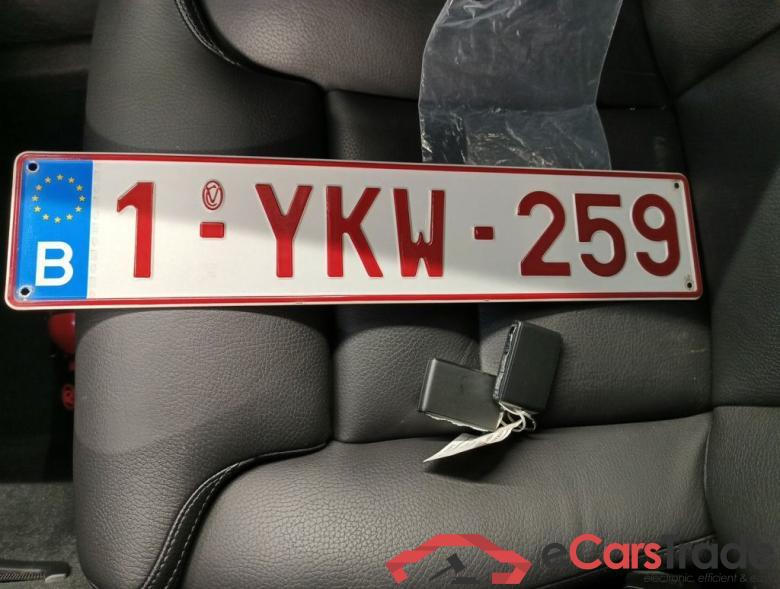 B 1-YKW-259
eCarstrade
electronic, efficient &